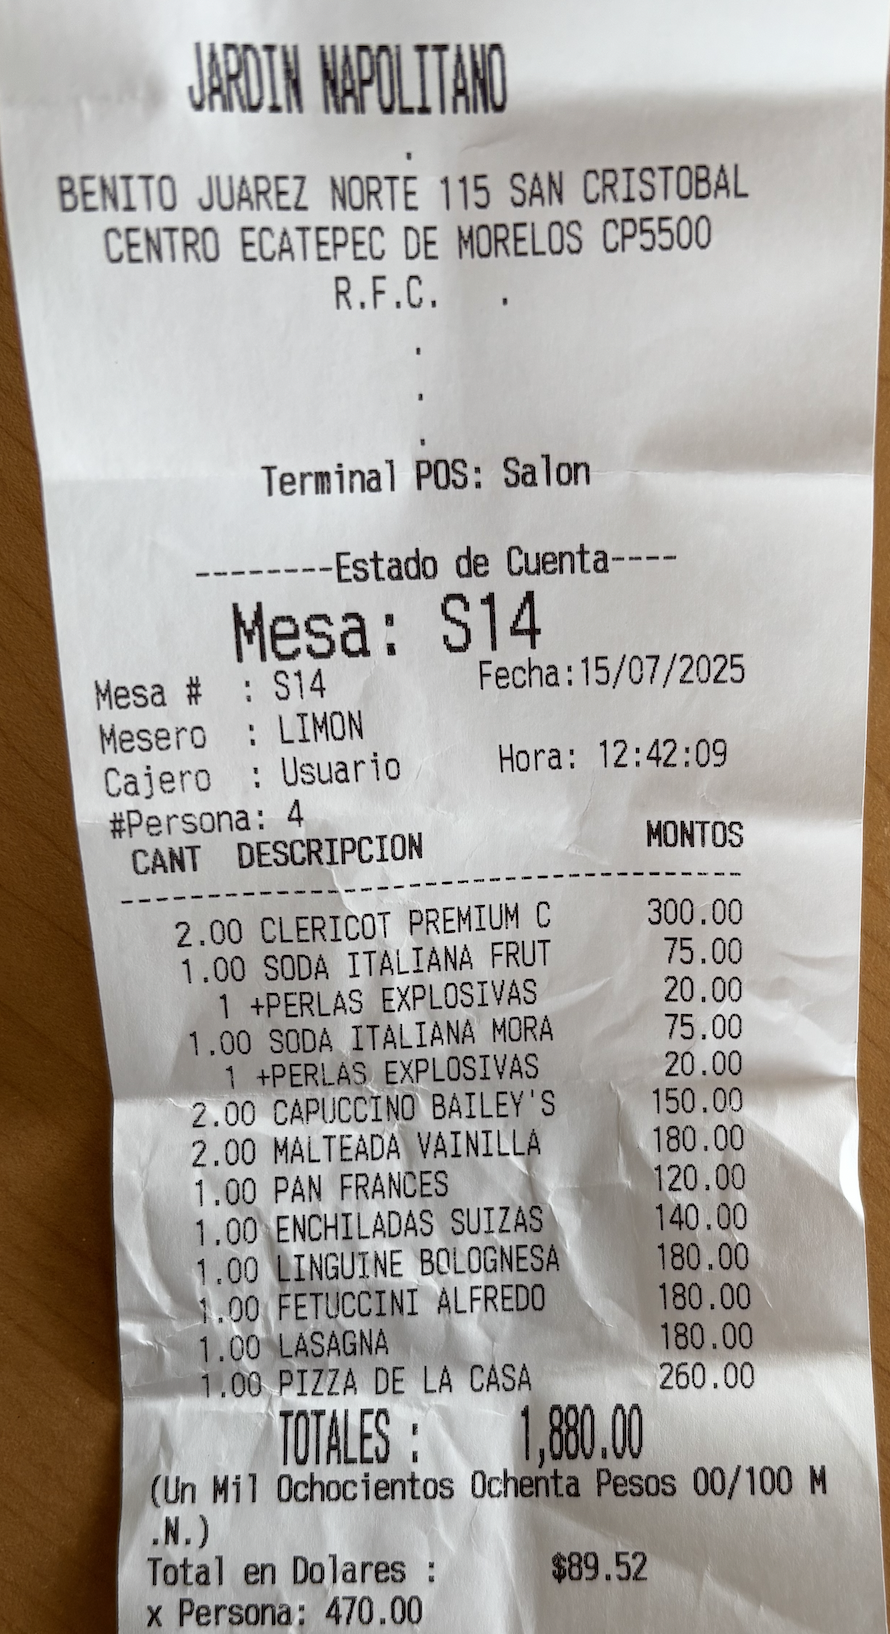 JARDIN NAPOLITANO
.
BENITO JUAREZ NORTE 115 SAN CRISTOBAL
CENTRO ECATEPEC DE MORELOS CP5500
R.F.C. .
.
.
.
Terminal POS: Salon
--------Estado de Cuenta----
Mesa: S14
Mesa # : S14 Fecha:15/07/2025
Mesero : LIMON
Cajero : Usuario Hora: 12:42:09
#Persona: 4
CANT DESCRIPCION MONTOS
------------------------------------
2.00 CLERICOT PREMIUM C 300.00
1.00 SODA ITALIANA FRUT 75.00
1 +PERLAS EXPLOSIVAS 20.00
1.00 SODA ITALIANA MORA 75.00
1 +PERLAS EXPLOSIVAS 20.00
2.00 CAPUCCINO BAILEY'S 150.00
2.00 MALTEADA VAINILLA 180.00
1.00 PAN FRANCES 120.00
1.00 ENCHILADAS SUIZAS 140.00
1.00 LINGUINE BOLOGNESA 180.00
1.00 FETUCCINI ALFREDO 180.00
1.00 LASAGNA 180.00
1.00 PIZZA DE LA CASA 260.00
TOTALES : 1,880.00
(Un Mil Ochocientos Ochenta Pesos 00/100 M
.N.)
Total en Dolares : $89.52
x Persona: 470.00